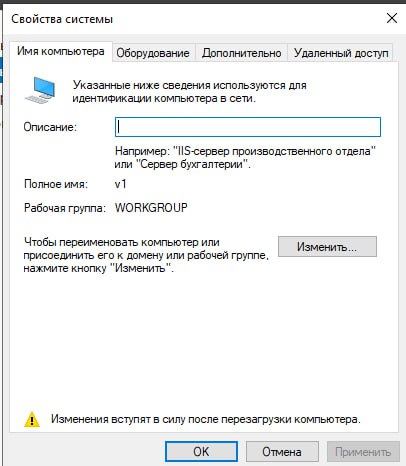 Свойства системы
Имя компьютера Оборудование Дополнительно Удаленный доступ
Указанные ниже сведения используются для
идентификации компьютера в сети.
Описание:
Например: "IIS-сервер производственного отдела"
или "Сервер бухгалтерии".
Полное имя: v1
Рабочая группа: WORKGROUP
Чтобы переименовать компьютер или
присоединить его к домену или рабочей группе,
нажмите кнопку "Изменить".
Изменить...
Изменения вступят в силу после перезагрузки компьютера.
ОК Отмена Применить